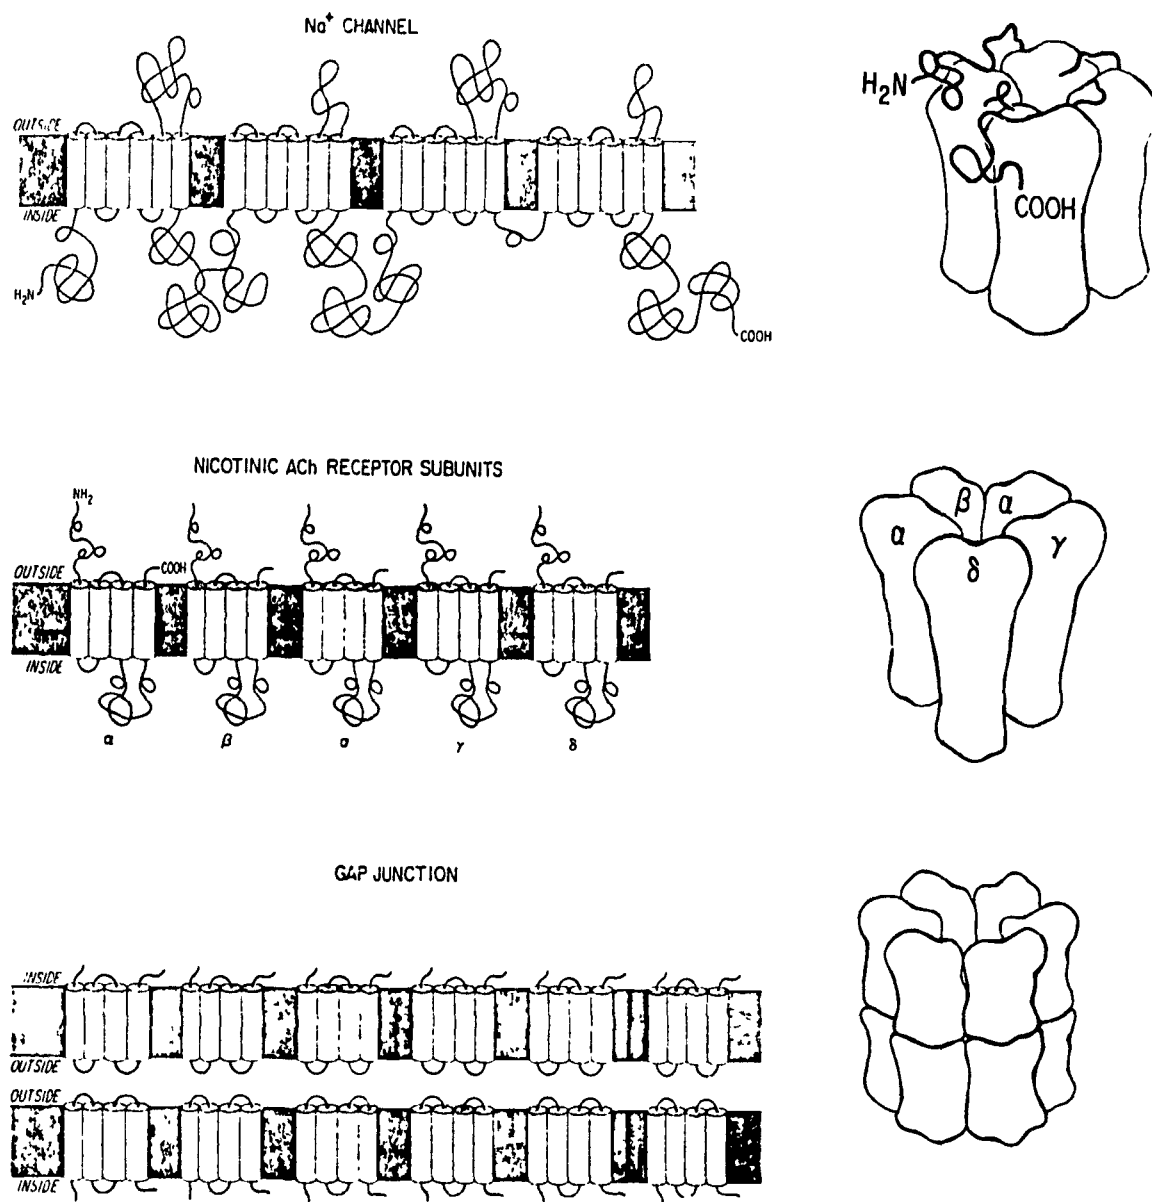 Na⁺ CHANNEL
OUTSIDE
INSIDE
H₂N
COOH
H₂N
COOH
NICOTINIC ACh RECEPTOR SUBUNITS
NH₂
COOH
OUTSIDE
INSIDE
α
β
α
γ
δ
β
α
α
γ
δ
GAP JUNCTION
INSIDE
OUTSIDE
OUTSIDE
INSIDE